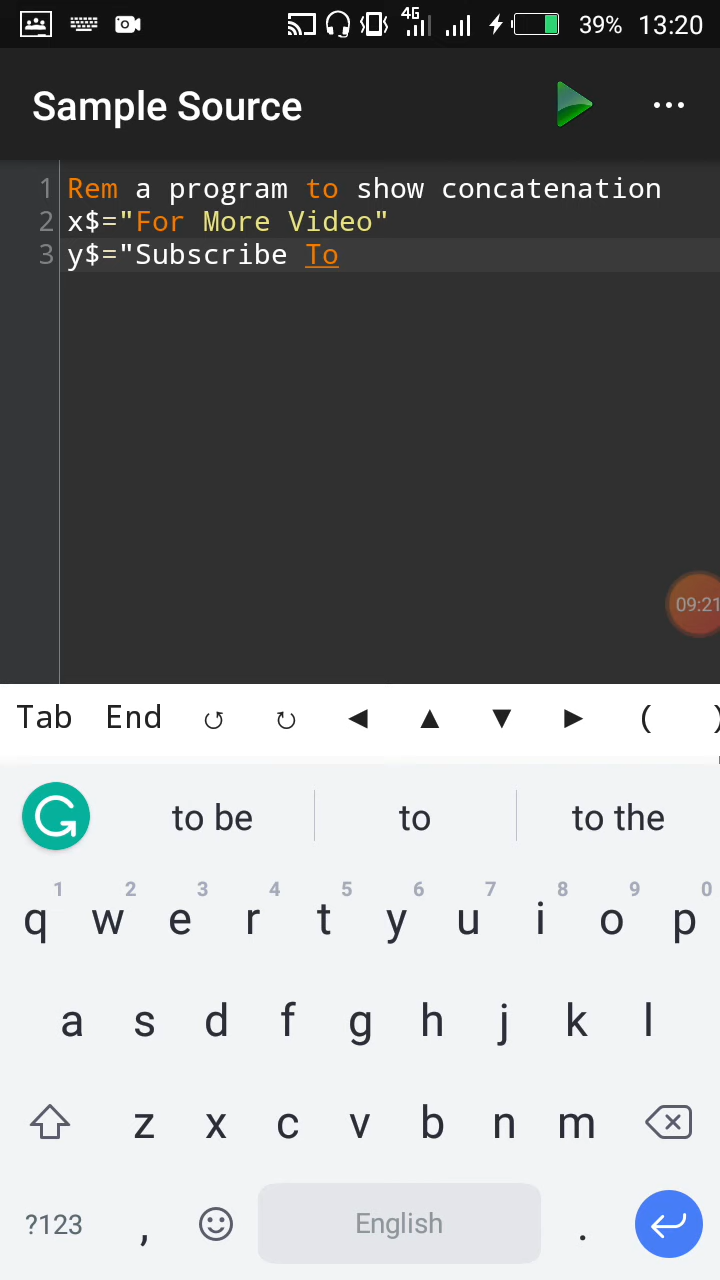 4G 39% 13:20
Sample Source
1 Rem a program to show concatenation
2 x$="For More Video"
3 y$="Subscribe To
09:21
Tab End ( )
to be to to the
1 2 3 4 5 6 7 8 9 0
q w e r t y u i o p
a s d f g h j k l
z x c v b n m
?123 , English .